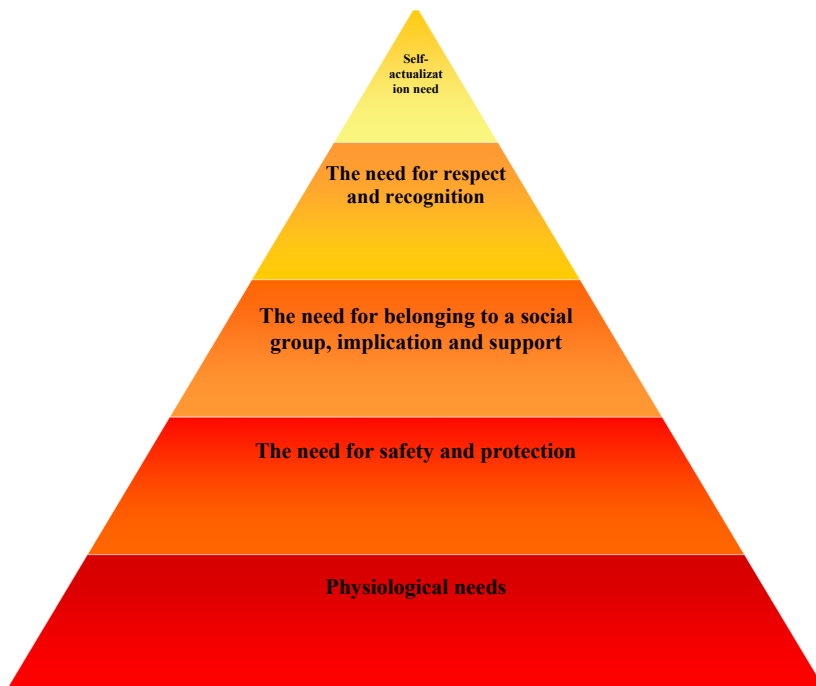 Self-
actualizat
ion need
The need for respect
and recognition
The need for belonging to a social
group, implication and support
The need for safety and protection
Physiological needs